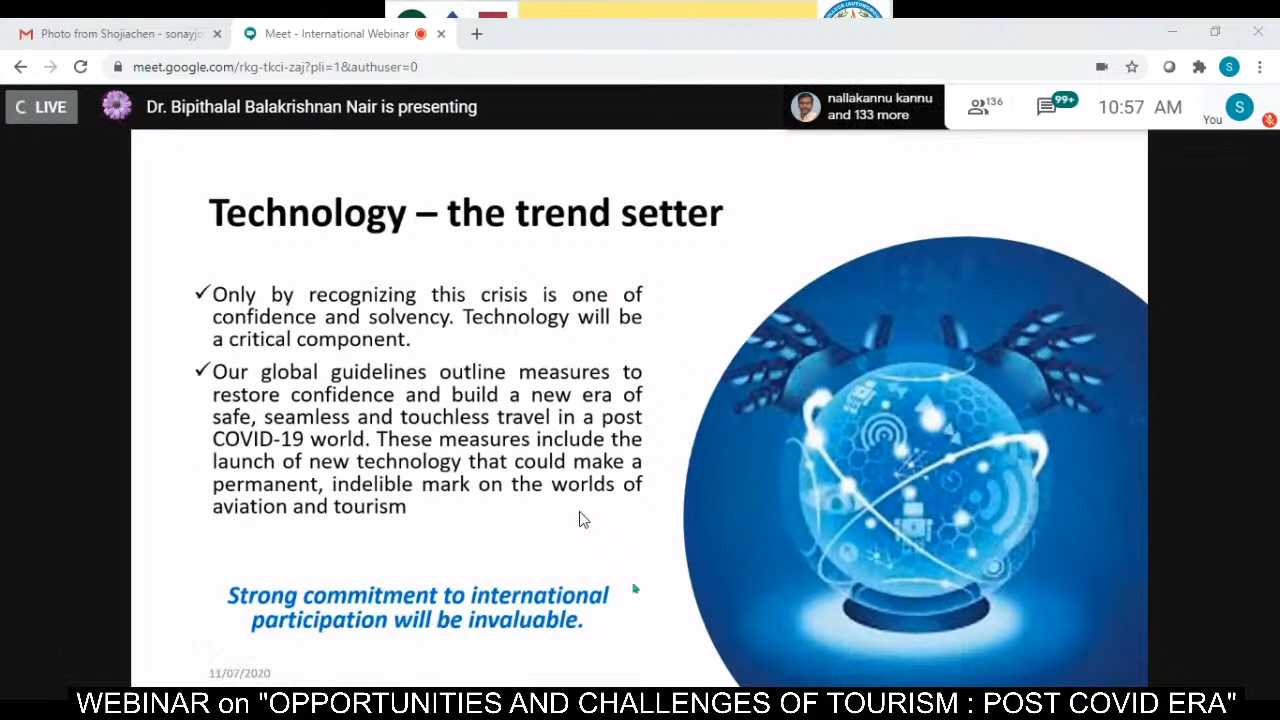 Photo from Shojiachen - sonayjo
Meet - International Webinar
meet.google.com/rkg-tkci-zaj?pli=1&authuser=0
S
LIVE
Dr. Bipithalal Balakrishnan Nair is presenting
nallakannu kannu
and 133 more
136
99+
10:57 AM
You
S
Technology – the trend setter
✓Only by recognizing this crisis is one of
confidence and solvency. Technology will be
a critical component.
✓Our global guidelines outline measures to
restore confidence and build a new era of
safe, seamless and touchless travel in a post
COVID-19 world. These measures include the
launch of new technology that could make a
permanent, indelible mark on the worlds of
aviation and tourism
Strong commitment to international
participation will be invaluable.
11/07/2020
WEBINAR on "OPPORTUNITIES AND CHALLENGES OF TOURISM : POST COVID ERA"